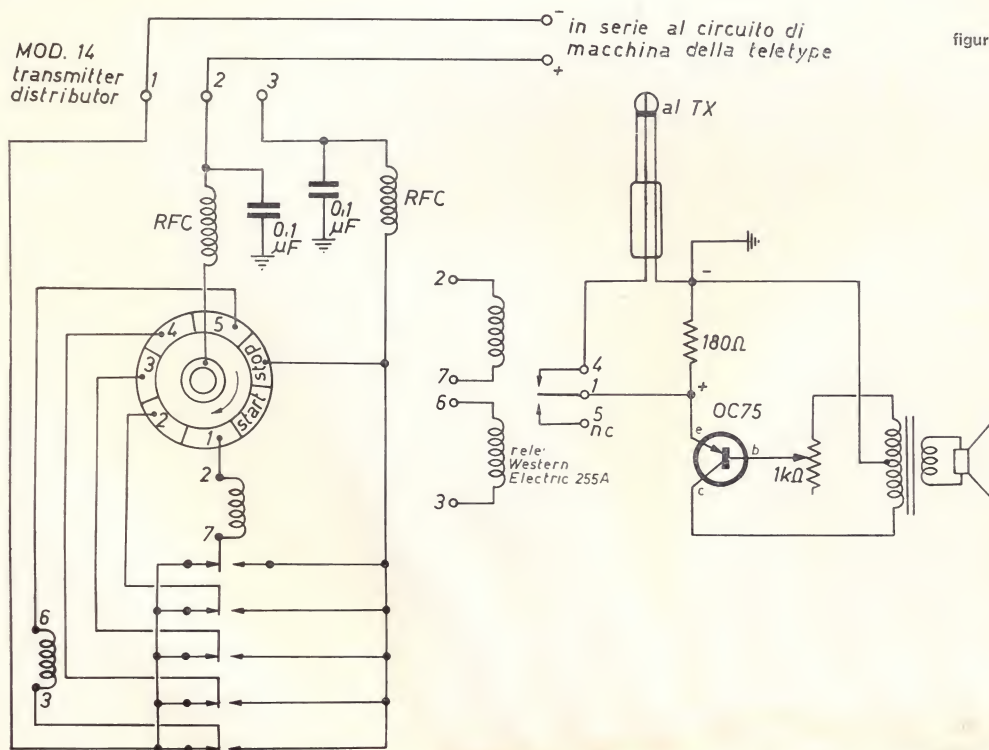 MOD. 14
transmitter
distributor
1
2
3
-
in serie al circuito di
macchina della teletype
+
figur
al TX
RFC
0,1
µF
0,1
µF
RFC
5
4
3
2
1
stop
start
2
7
6
3
2
7
6
3
rele'
Western
Electric 255A
4
1
5
nc
-
180Ω
+
OC75
e
b
c
1kΩ